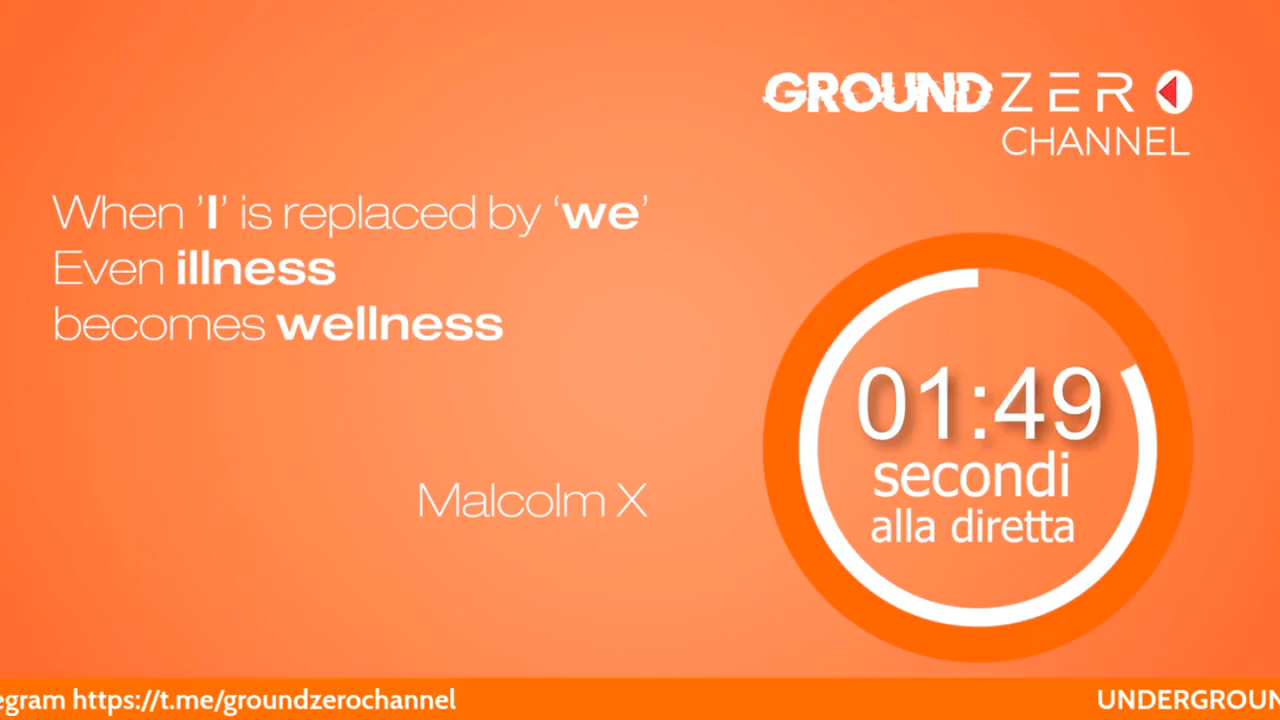 GROUNDZERO
CHANNEL
When ’I’ is replaced by ‘we’
Even illness
becomes wellness
Malcolm X
01:49
secondi
alla diretta
egram https://t.me/groundzerochannel
UNDERGROUN